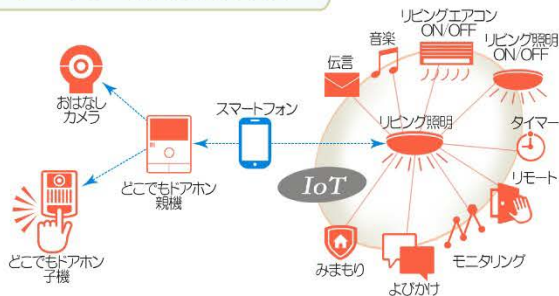 リビングエアコン
ON/OFF
音楽
リビング照明
ON/OFF
伝言
おはなし
カメラ
スマートフォン
リビング照明
タイマー
どこでもドアホン
親機
IoT
リモート
どこでもドアホン
子機
みまもり
よびかけ
モニタリング